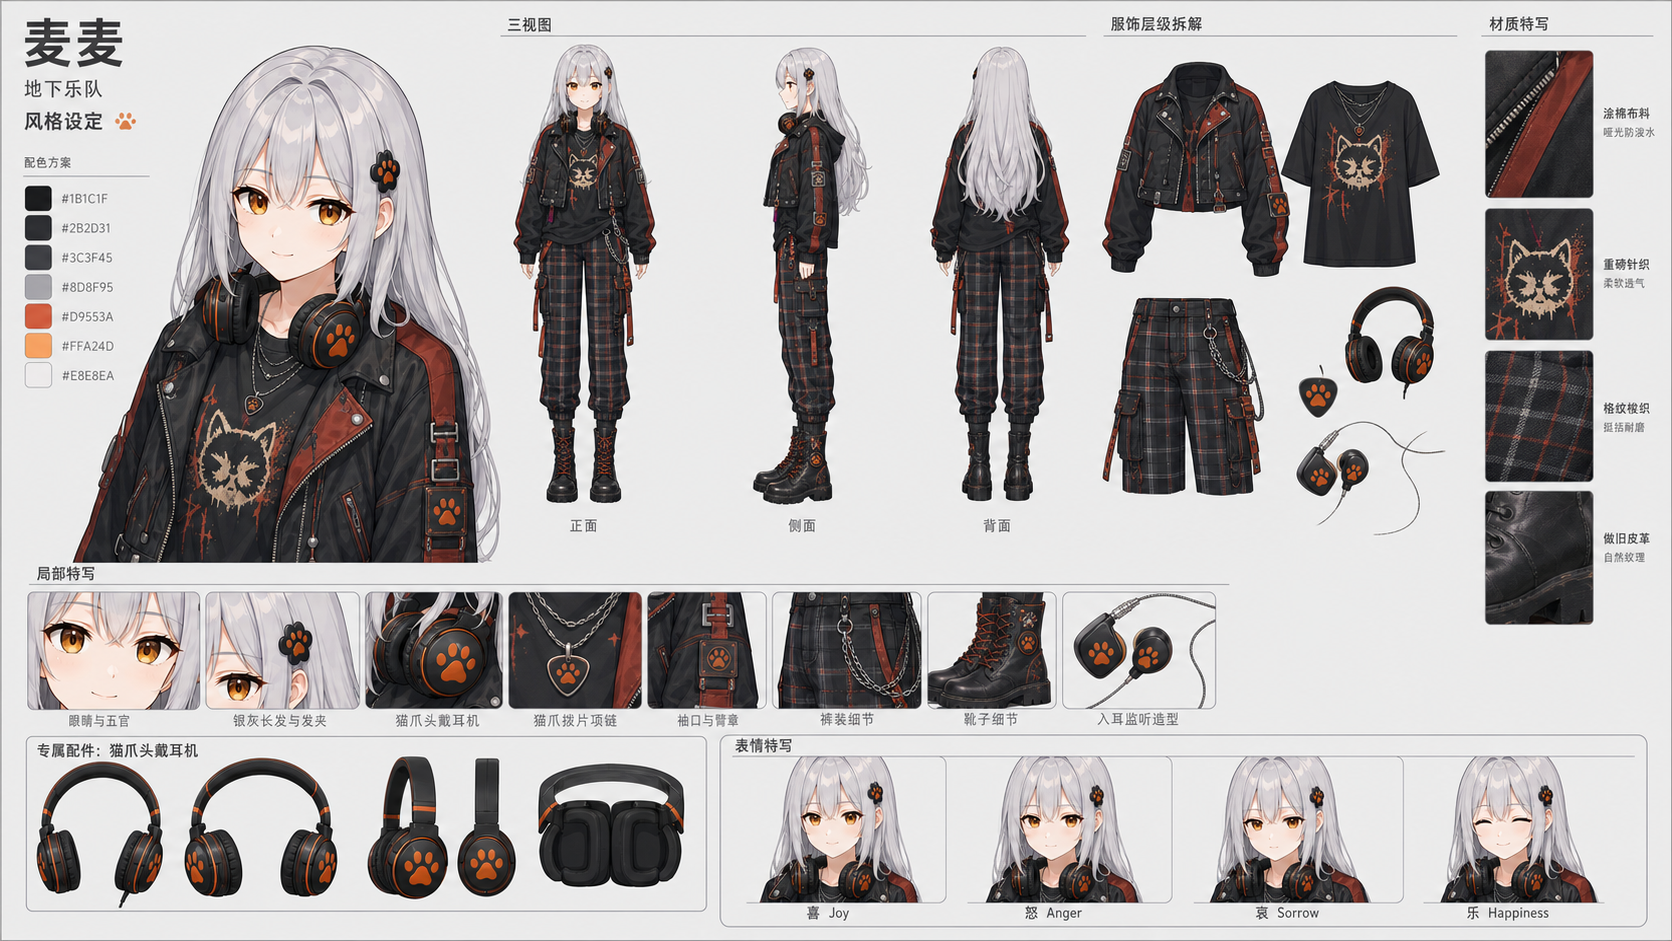 麦麦
地下乐队
风格设定
配色方案
#1B1C1F
#2B2D31
#3C3F45
#8D8F95
#D9553A
#FFA24D
#E8E8EA
三视图
正面
侧面
背面
服饰层级拆解
材质特写
涂棉布料
哑光防泼水
重磅针织
柔软透气
格纹梭织
挺括耐磨
做旧皮革
自然纹理
局部特写
眼睛与五官
银灰长发与发夹
猫爪头戴耳机
猫爪拨片项链
袖口与臂章
裤装细节
靴子细节
入耳监听造型
专属配件：猫爪头戴耳机
表情特写
喜 Joy
怒 Anger
哀 Sorrow
乐 Happiness